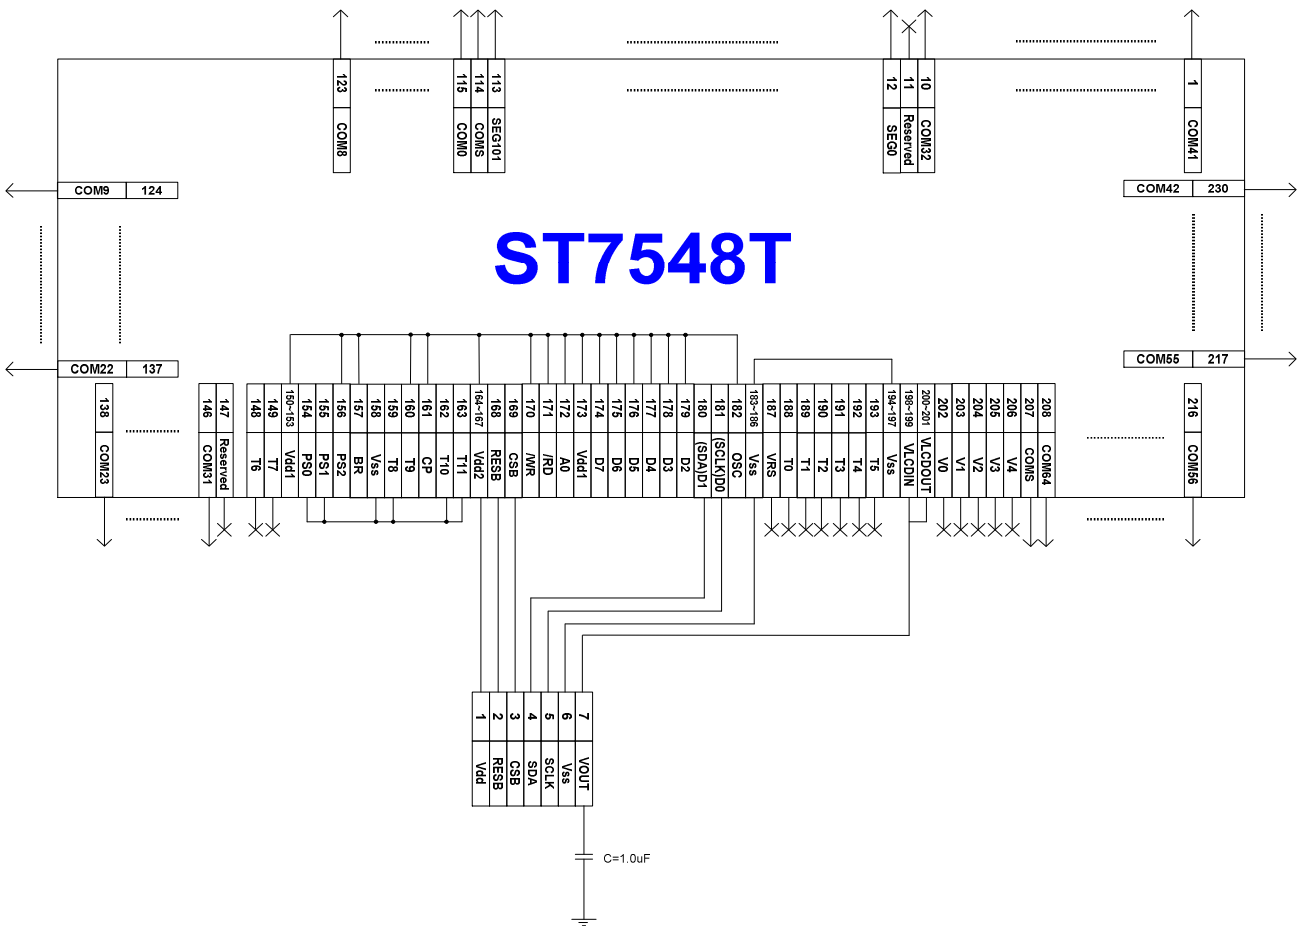 123 COM8
115 COM0
114 COMS
113 SEG101
12 SEG0
11 Reserved
10 COM32
1 COM41
COM9 124
COM42 230
ST7548T
COM22 137
COM55 217
138 COM23
146 COM31
147 Reserved
148 T6
149 T7
150~153 Vdd1
154 PS0
155 PS1
156 PS2
157 BR
158 Vss
159 T8
160 T9
161 CP
162 T10
163 T11
164~167 Vdd2
168 RESB
169 CSB
170 /WR
171 /RD
172 A0
173 Vdd1
174 D7
175 D6
176 D5
177 D4
178 D3
179 D2
180 (SDA)D1
181 (SCLK)D0
182 OSC
183~186 Vss
187 VRS
188 T0
189 T1
190 T2
191 T3
192 T4
193 T5
194~197 Vss
198~199 VLCDIN
200~201 VLCDOUT
202 V0
203 V1
204 V2
205 V3
206 V4
207 COMS
208 COM64
216 COM56
1 Vdd
2 RESB
3 CSB
4 SDA
5 SCLK
6 Vss
7 VOUT
C=1.0uF